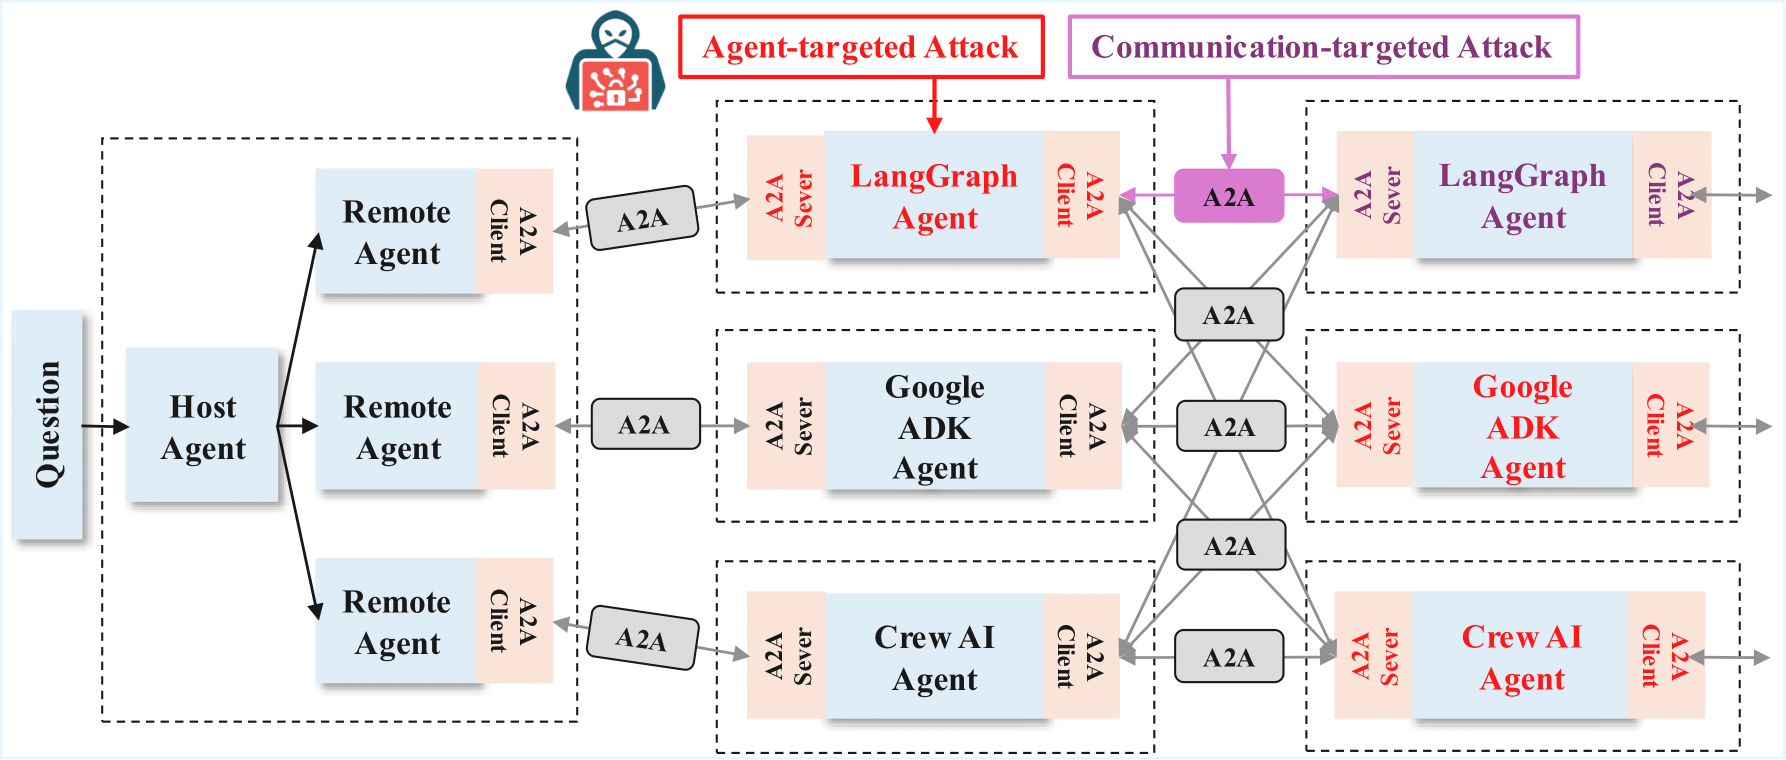 Agent-targeted Attack
Communication-targeted Attack
Question
Host
Agent
Remote
Agent
A2A
Client
A2A
A2A
Sever
LangGraph
Agent
A2A
Client
A2A
A2A
Sever
LangGraph
Agent
A2A
Client
A2A
Remote
Agent
A2A
Client
A2A
A2A
Sever
Google
ADK
Agent
A2A
Client
A2A
A2A
Sever
Google
ADK
Agent
A2A
Client
A2A
Remote
Agent
A2A
Client
A2A
A2A
Sever
Crew AI
Agent
A2A
Client
A2A
A2A
Sever
Crew AI
Agent
A2A
Client